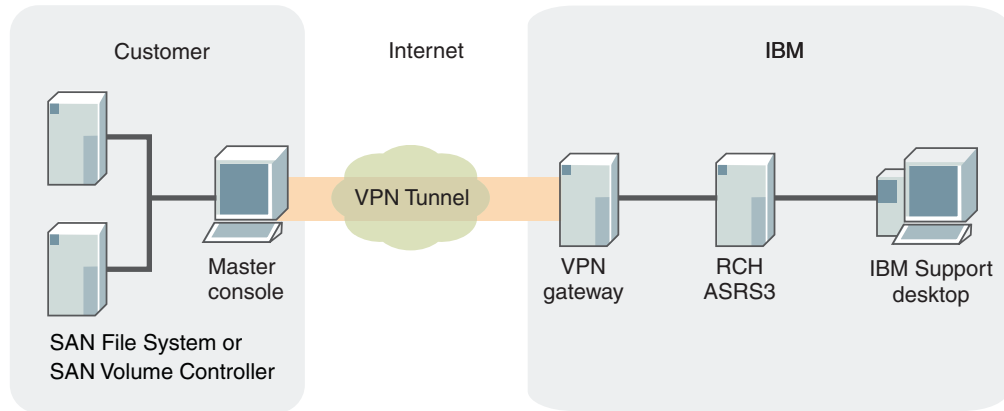 Customer
Internet
IBM
VPN Tunnel
Master
console
VPN
gateway
RCH
ASRS3
IBM Support
desktop
SAN File System or
SAN Volume Controller